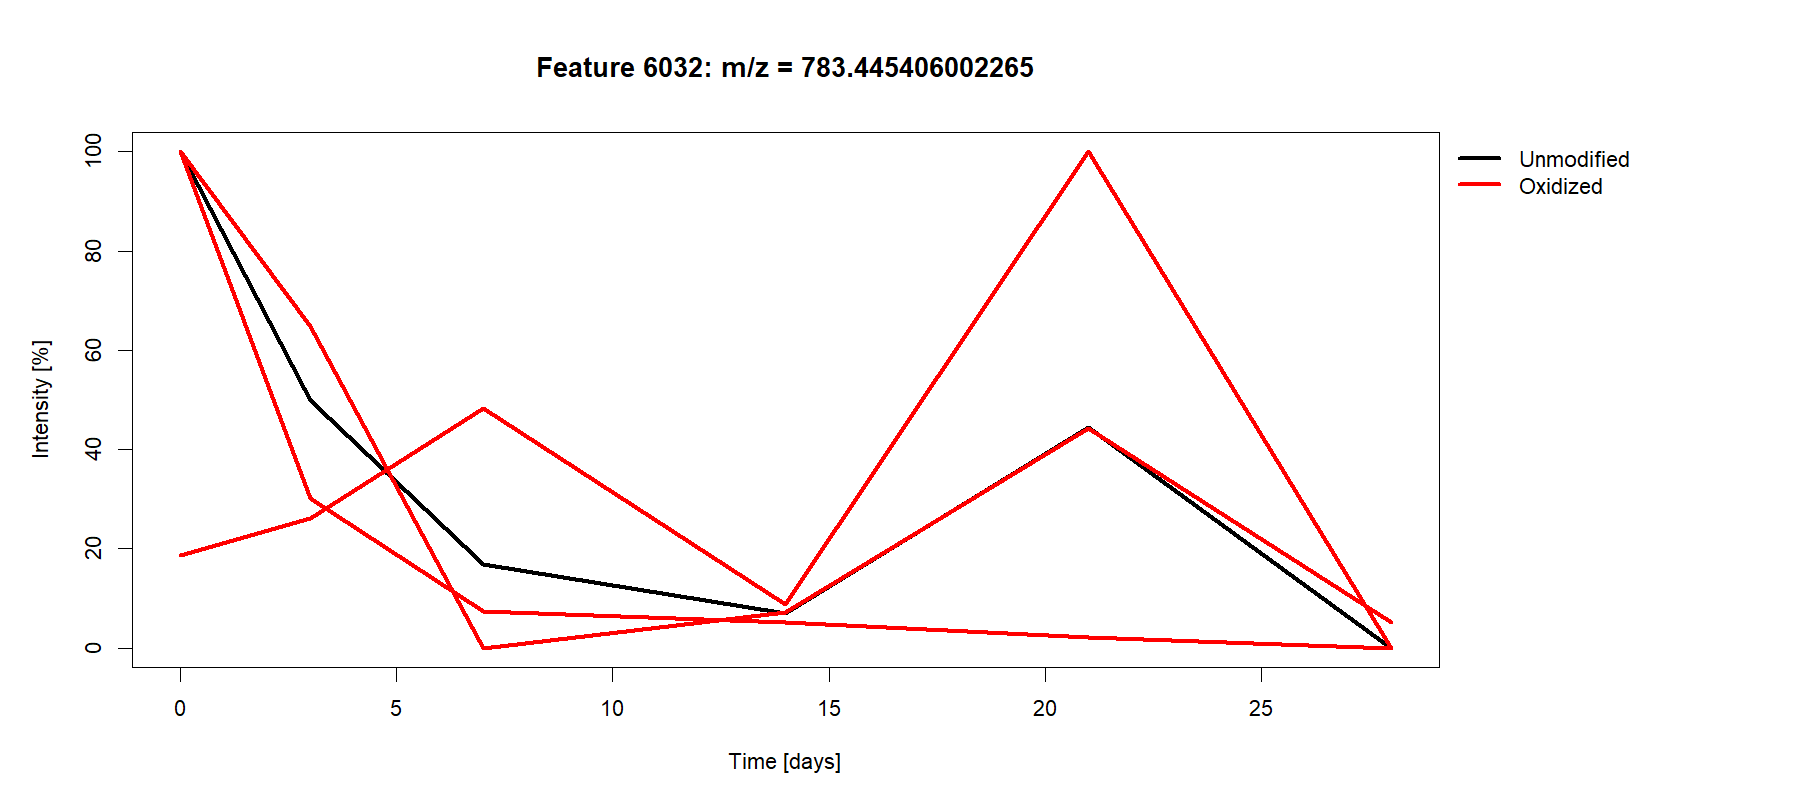 Feature 6032: m/z = 783.445406002265
Unmodified
Oxidized
100
80
60
40
20
0
Intensity [%]
0 5 10 15 20 25
Time [days]